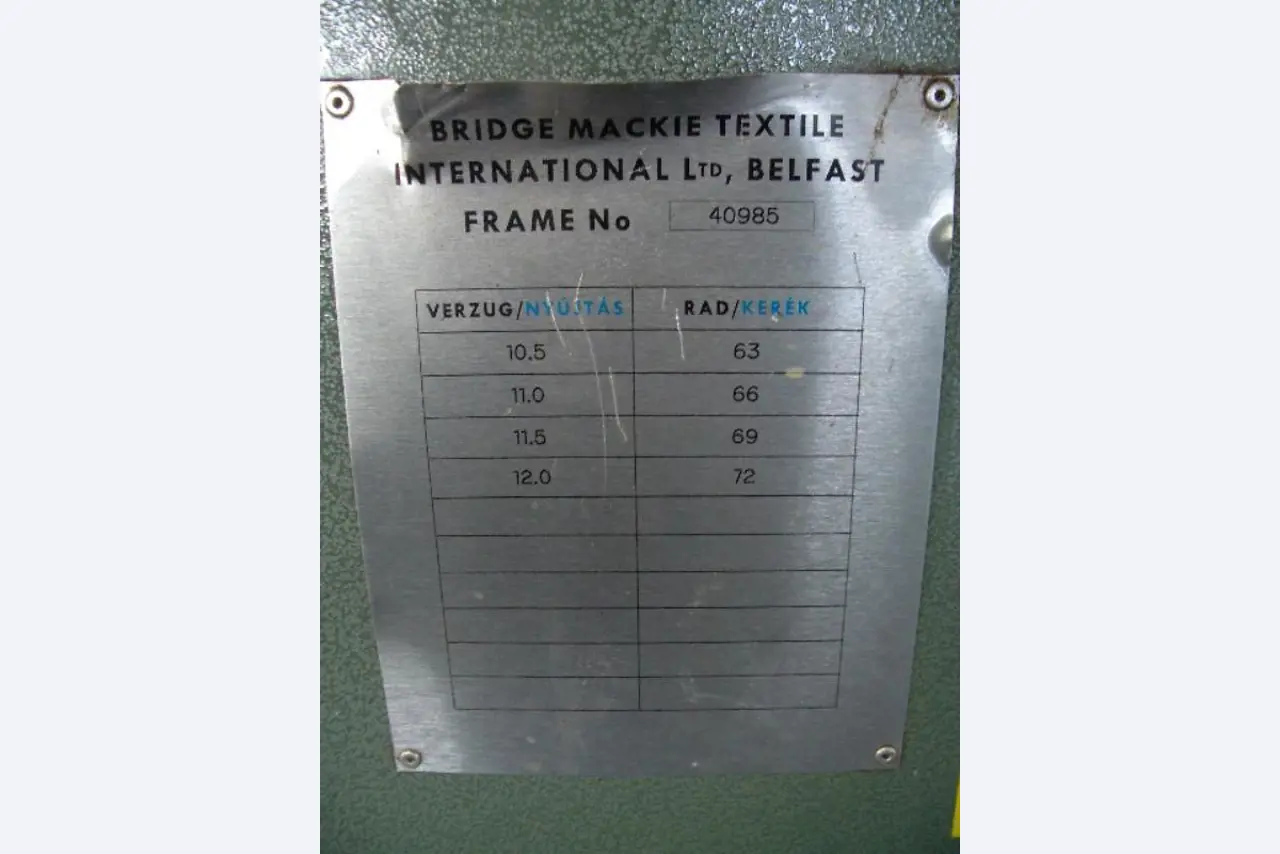 BRIDGE MACKIE TEXTILE
INTERNATIONAL LTD, BELFAST
FRAME No 40985
VERZUG/NYÚJTÁS RAD/KERÉK
10.5 63
11.0 66
11.5 69
12.0 72